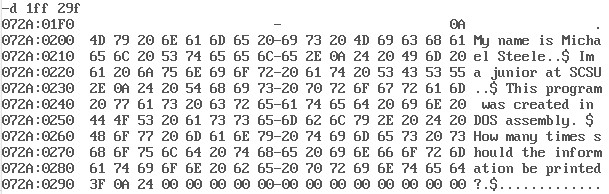 -d 1ff 29f
072A:01F0 - 0A .
072A:0200 4D 79 20 6E 61 6D 65 20-69 73 20 4D 69 63 68 61 My name is Micha
072A:0210 65 6C 20 53 74 65 65 6C-65 2E 0A 24 20 49 6D 20 el Steele..$ Im
072A:0220 61 20 6A 75 6E 69 6F 72-20 61 74 20 53 43 53 55 a junior at SCSU
072A:0230 2E 0A 24 20 54 68 69 73-20 70 72 6F 67 72 61 6D ..$ This program
072A:0240 20 77 61 73 20 63 72 65-61 74 65 64 20 69 6E 20 was created in
072A:0250 44 4F 53 20 61 73 73 65-6D 62 6C 79 2E 20 24 20 DOS assembly. $
072A:0260 48 6F 77 20 6D 61 6E 79-20 74 69 6D 65 73 20 73 How many times s
072A:0270 68 6F 75 6C 64 20 74 68-65 20 69 6E 66 6F 72 6D hould the inform
072A:0280 61 74 69 6F 6E 20 62 65-20 70 72 69 6E 74 65 64 ation be printed
072A:0290 3F 0A 24 00 00 00 00 00-00 00 00 00 00 00 00 00 ?.$.............